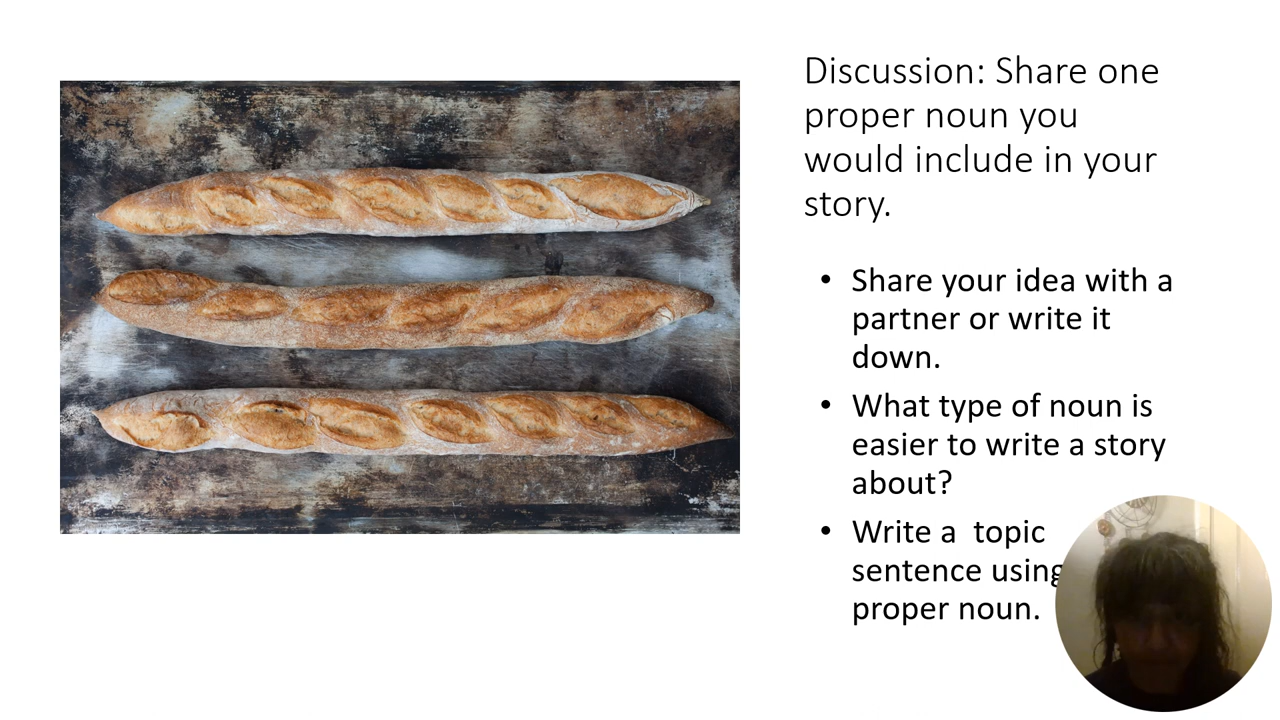 Discussion: Share one
proper noun you
would include in your
story.
• Share your idea with a
partner or write it
down.
• What type of noun is
easier to write a story
about?
• Write a  topic
sentence using
proper noun.